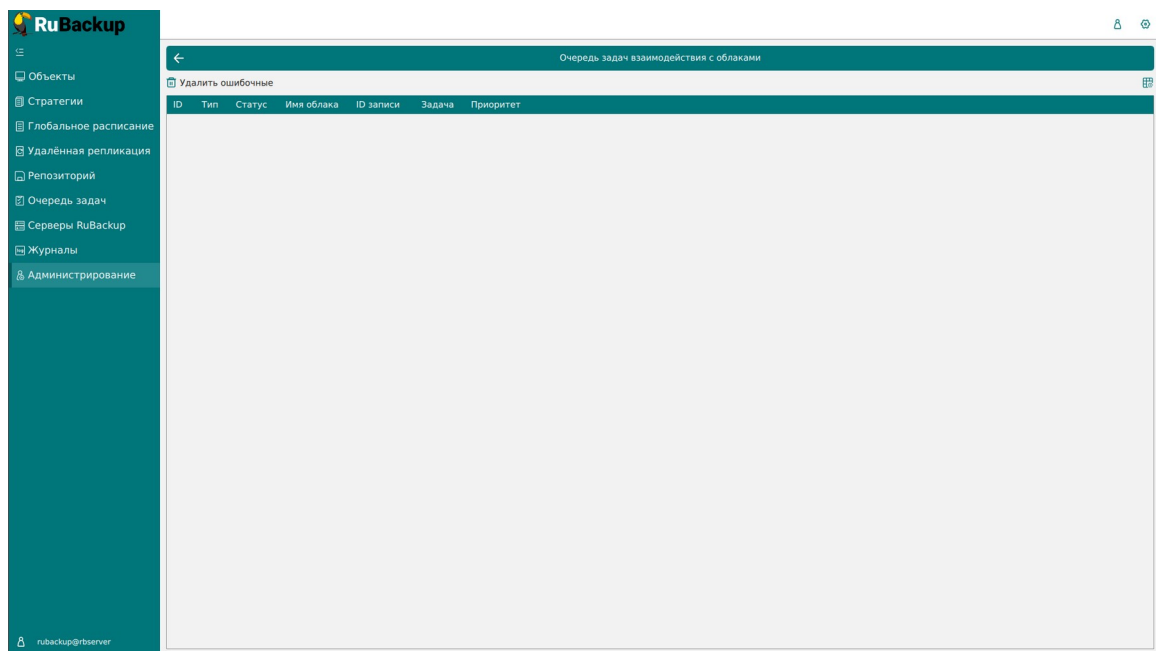 RuBackup
Объекты
Стратегии
Глобальное расписание
Удалённая репликация
Репозиторий
Очередь задач
Серверы RuBackup
Журналы
Администрирование
rubackup@rbserver
Очередь задач взаимодействия с облаками
Удалить ошибочные
ID Тип Статус Имя облака ID записи Задача Приоритет